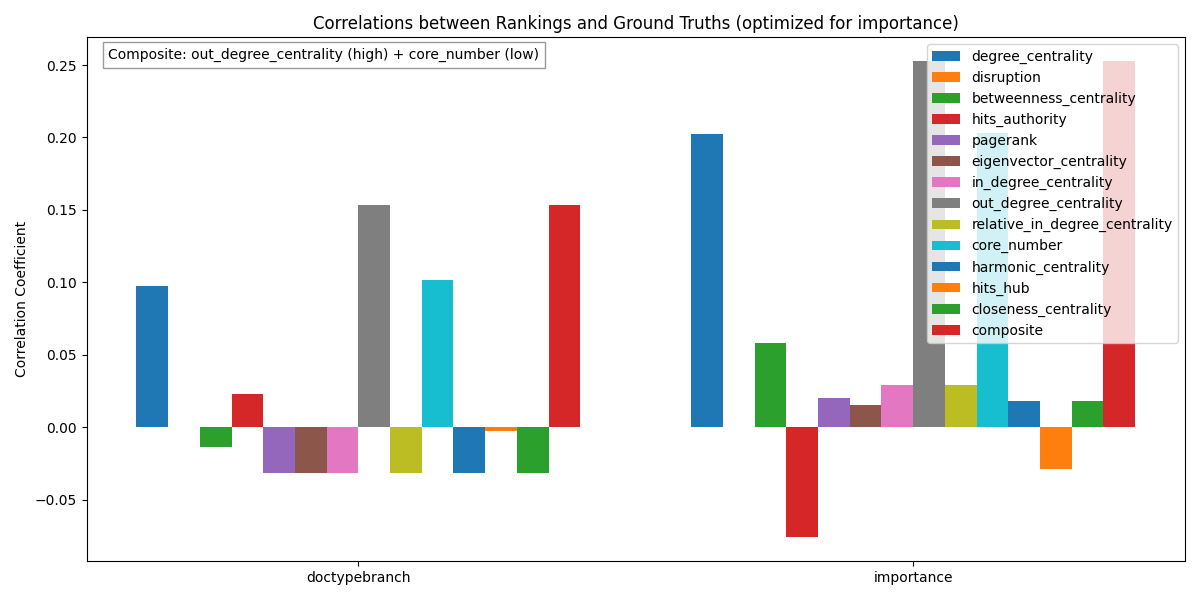 Correlations between Rankings and Ground Truths (optimized for importance)
Composite: out_degree_centrality (high) + core_number (low)
degree_centrality
disruption
betweenness_centrality
hits_authority
pagerank
eigenvector_centrality
in_degree_centrality
out_degree_centrality
relative_in_degree_centrality
core_number
harmonic_centrality
hits_hub
closeness_centrality
composite
Correlation Coefficient
0.25
0.20
0.15
0.10
0.05
0.00
−0.05
doctypebranch
importance